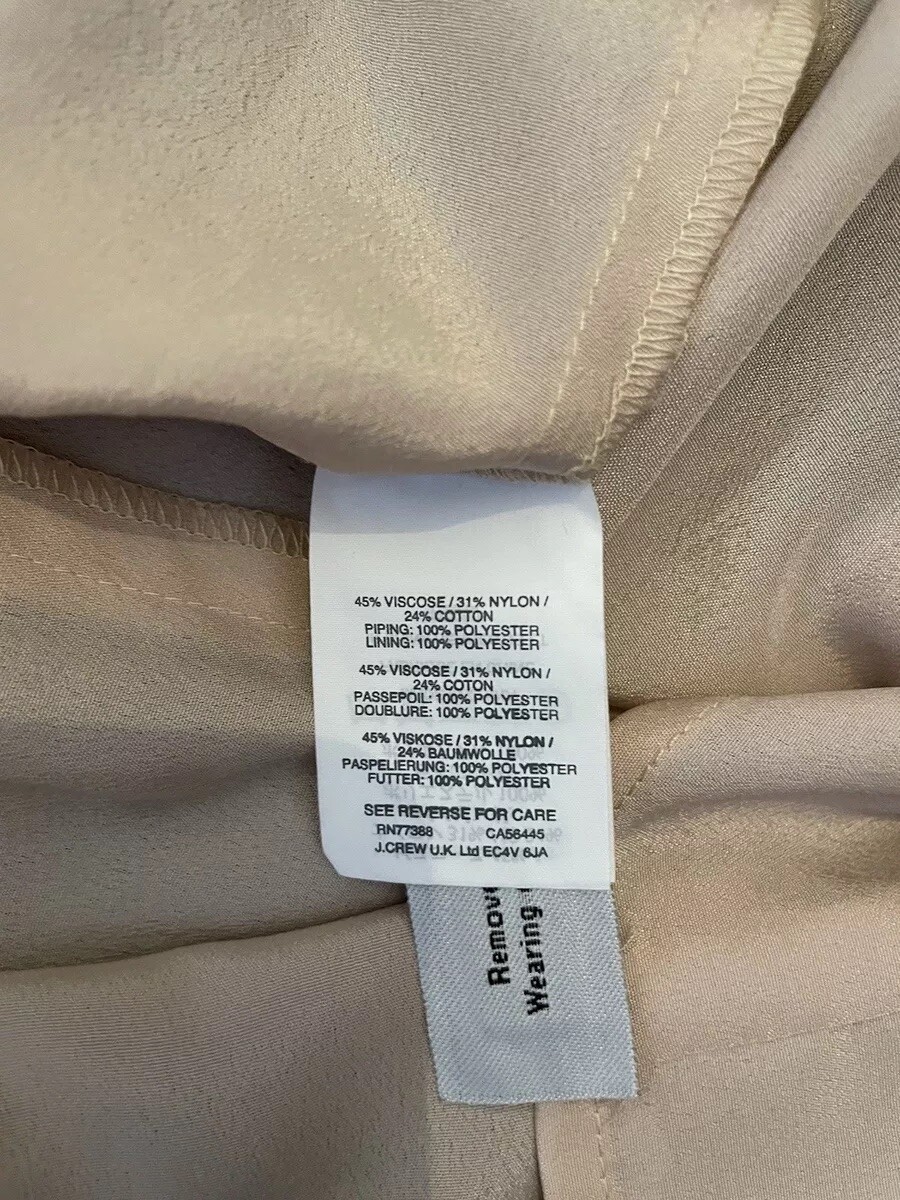 45% VISCOSE / 31% NYLON /
24% COTTON
PIPING: 100% POLYESTER
LINING: 100% POLYESTER
45% VISCOSE / 31% NYLON /
24% COTON
PASSEPOIL: 100% POLYESTER
DOUBLURE: 100% POLYESTER
45% VISKOSE / 31% NYLON /
24% BAUMWOLLE
PASPELIERUNG: 100% POLYESTER
FUTTER: 100% POLYESTER
SEE REVERSE FOR CARE
RN77388 CA56445
J.CREW U.K. Ltd EC4V 6JA
Wearing